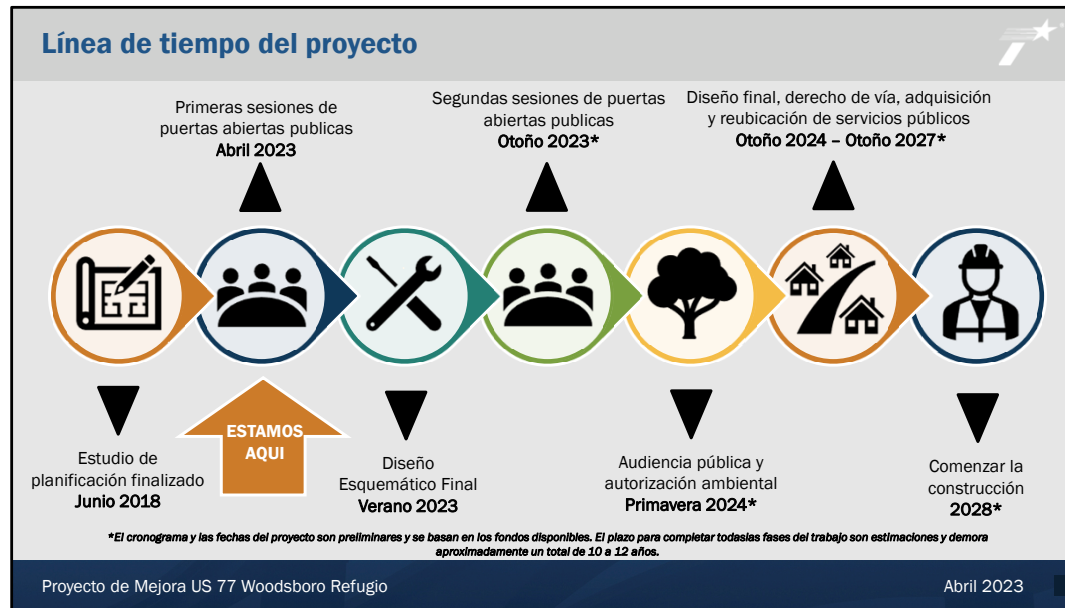 Línea de tiempo del proyecto
Primeras sesiones de
puertas abiertas publicas
Abril 2023
Segundas sesiones de puertas
abiertas publicas
Otoño 2023*
Diseño final, derecho de vía, adquisición
y reubicación de servicios públicos
Otoño 2024 – Otoño 2027*
ESTAMOS
AQUI
Estudio de
planificación finalizado
Junio 2018
Diseño
Esquemático Final
Verano 2023
Audiencia pública y
autorización ambiental
Primavera 2024*
Comenzar la
construcción
2028*
*El cronograma y las fechas del proyecto son preliminares y se basan en los fondos disponibles. El plazo para completar todaslas fases del trabajo son estimaciones y demora
aproximadamente un total de 10 a 12 años.
Proyecto de Mejora US 77 Woodsboro Refugio
Abril 2023